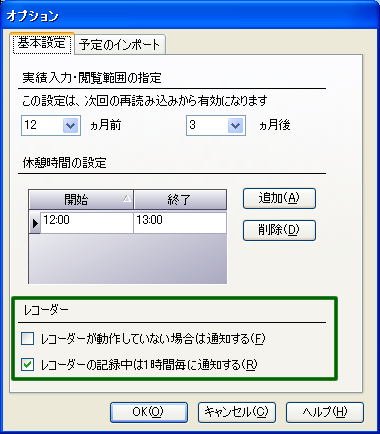 オプション
基本設定 予定のインポート
実績入力・閲覧範囲の指定
この設定は、次回の再読み込みから有効になります
12 ヵ月前 3 ヵ月後
休憩時間の設定
開始 終了 追加(A)
12:00 13:00
削除(D)
レコーダー
レコーダーが動作していない場合は通知する(F)
レコーダーの記録中は1時間毎に通知する(R)
OK(O) キャンセル(C) ヘルプ(H)